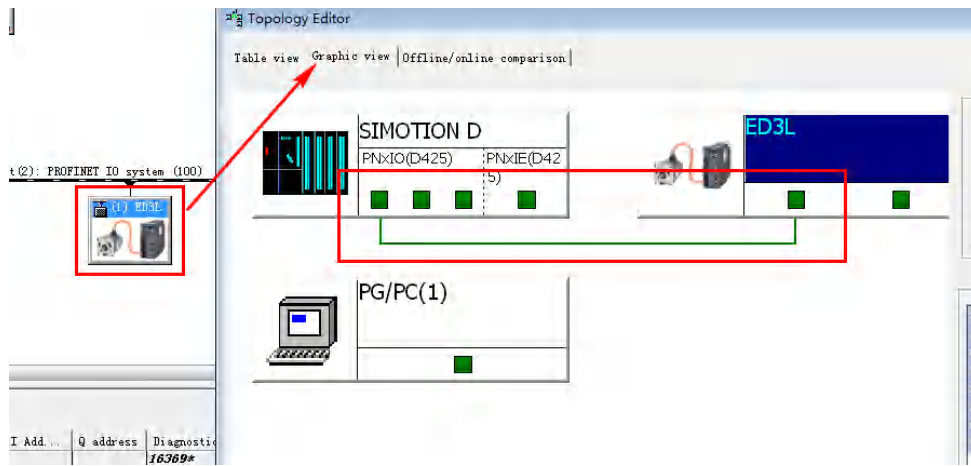 Topology Editor
Table view Graphic view Offline/online comparison
SIMOTION D
PNxIO(D425) PNxIE(D42
5)
ED3L
t(2): PROFINET IO system (100)
(1) ED3L
PG/PC(1)
I Add... Q address Diagnostic
16369*